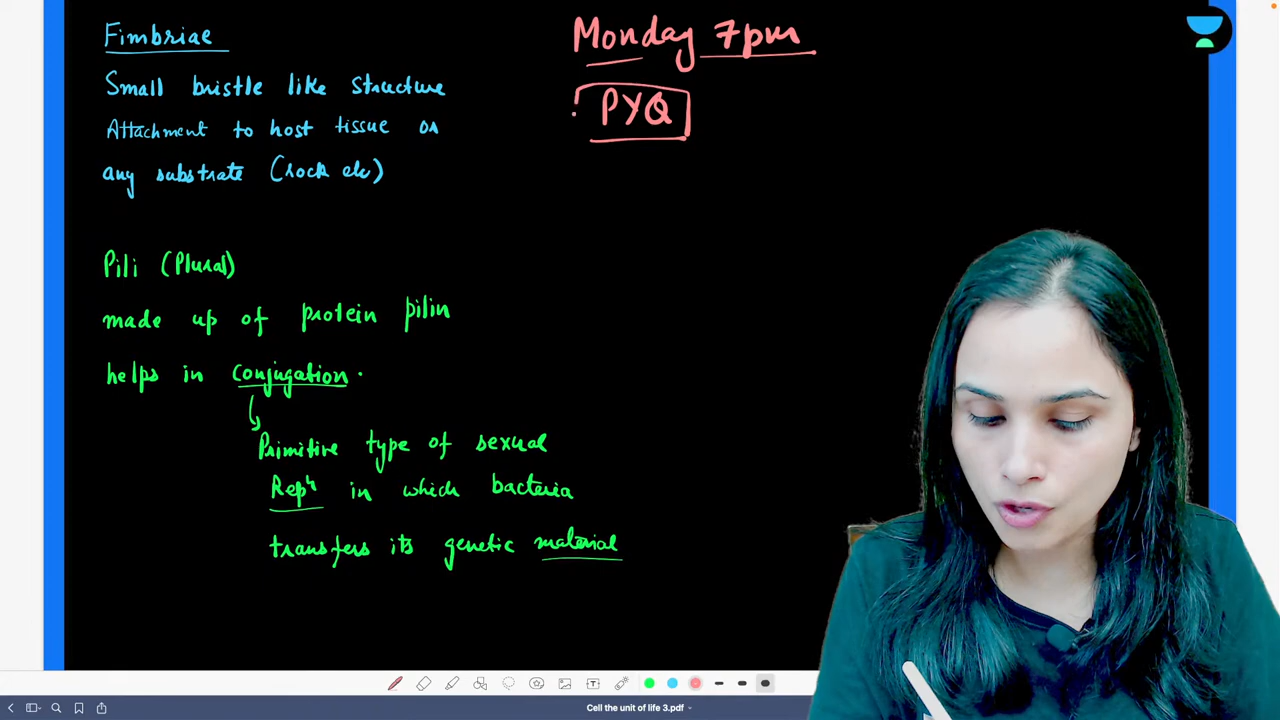 Fimbriae
Small bristle like structure
Attachment to host tissue or
any substrate (rock etc)
Pili (Plural)
made up of protein pilin
helps in conjugation.
Primitive type of sexual
Repⁿ in which bacteria
transfers its genetic material
Monday 7pm
PYQ
Cell the unit of life 3.pdf